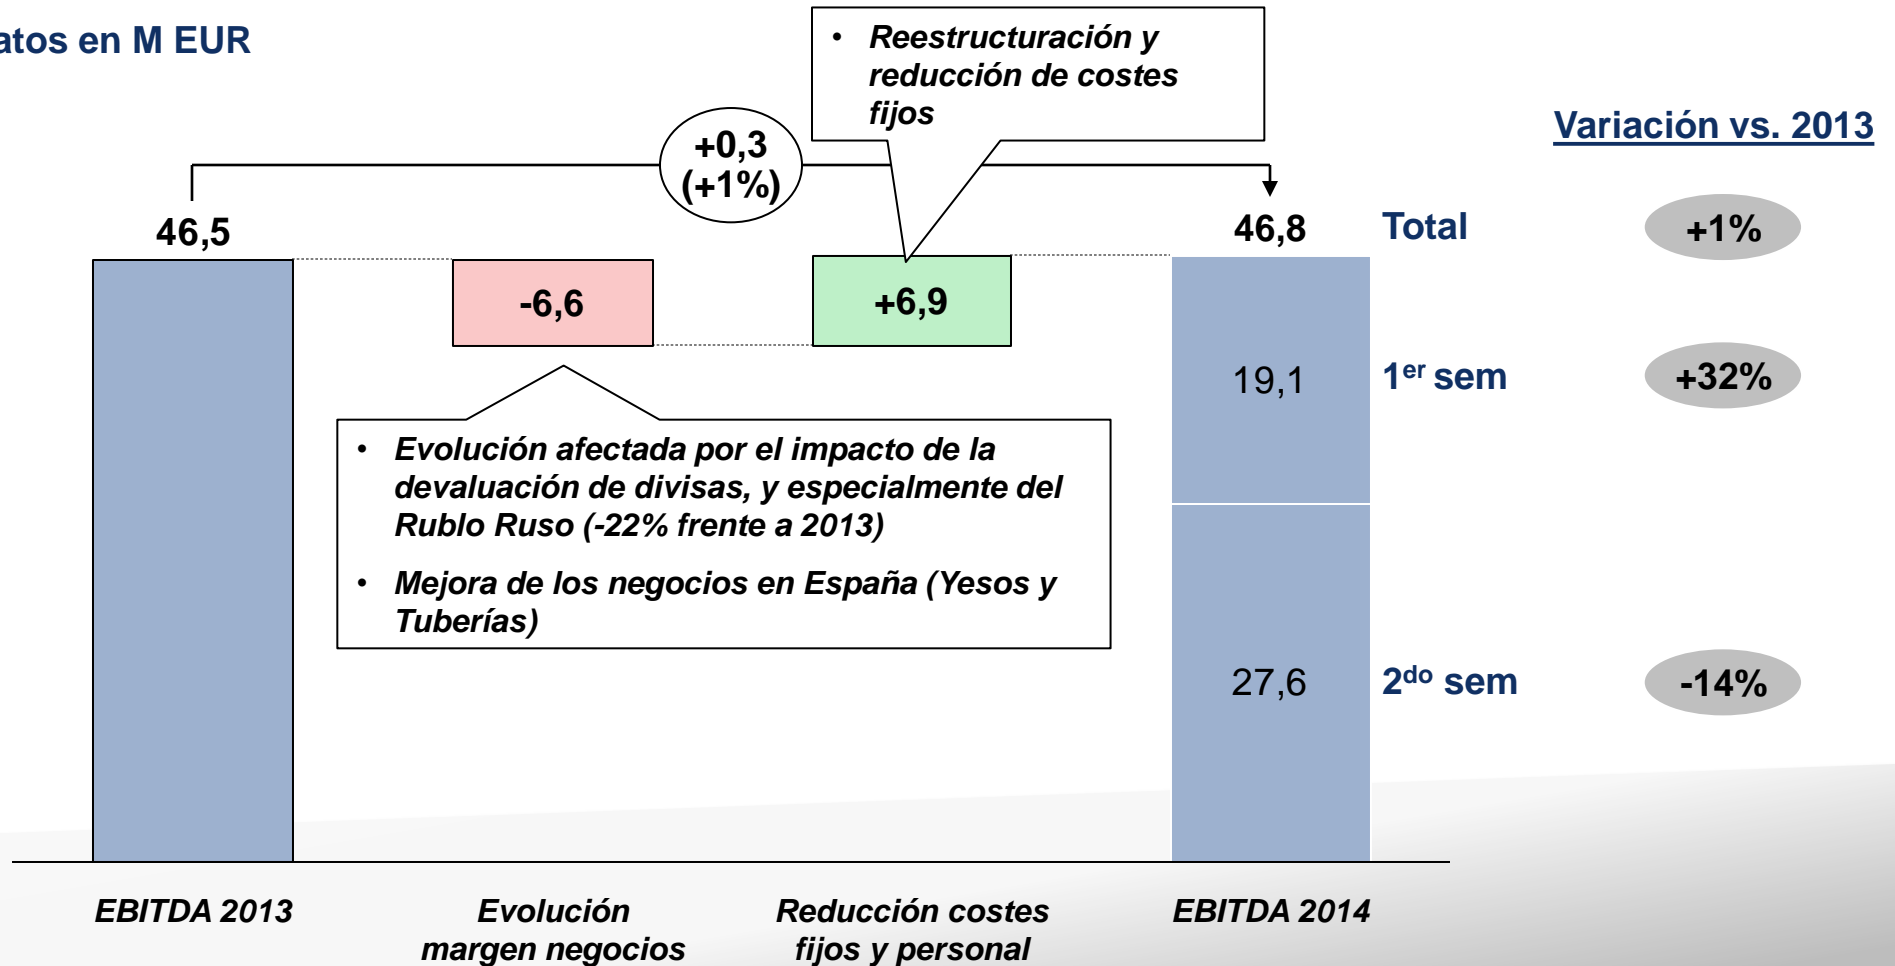 atos en M EUR
• Reestructuración y
reducción de costes
fijos
Variación vs. 2013
+0,3
(+1%)
46,5
46,8
Total
+1%
-6,6
+6,9
19,1
1er sem
+32%
• Evolución afectada por el impacto de la
devaluación de divisas, y especialmente del
Rublo Ruso (-22% frente a 2013)
• Mejora de los negocios en España (Yesos y
Tuberías)
27,6
2do sem
-14%
EBITDA 2013
Evolución
margen negocios
Reducción costes
fijos y personal
EBITDA 2014